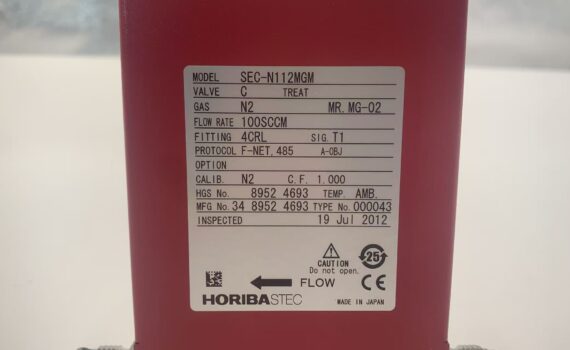 MODEL SEC-N112MGM
VALVE C TREAT
GAS N2 MR. MG-02
FLOW RATE 100SCCM
FITTING 4CRL SIG. T1
PROTOCOL F-NET, 485 A-OBJ
OPTION
CALIB. N2 C.F. 1.000
HGS No. 8952 4693 TEMP. AMB.
MFG No. 34 8952 4693 TYPE No. 000043
INSPECTED 19 Jul 2012
CAUTION
Do not open.
25
FLOW
CE
HORIBASTEC
MADE IN JAPAN